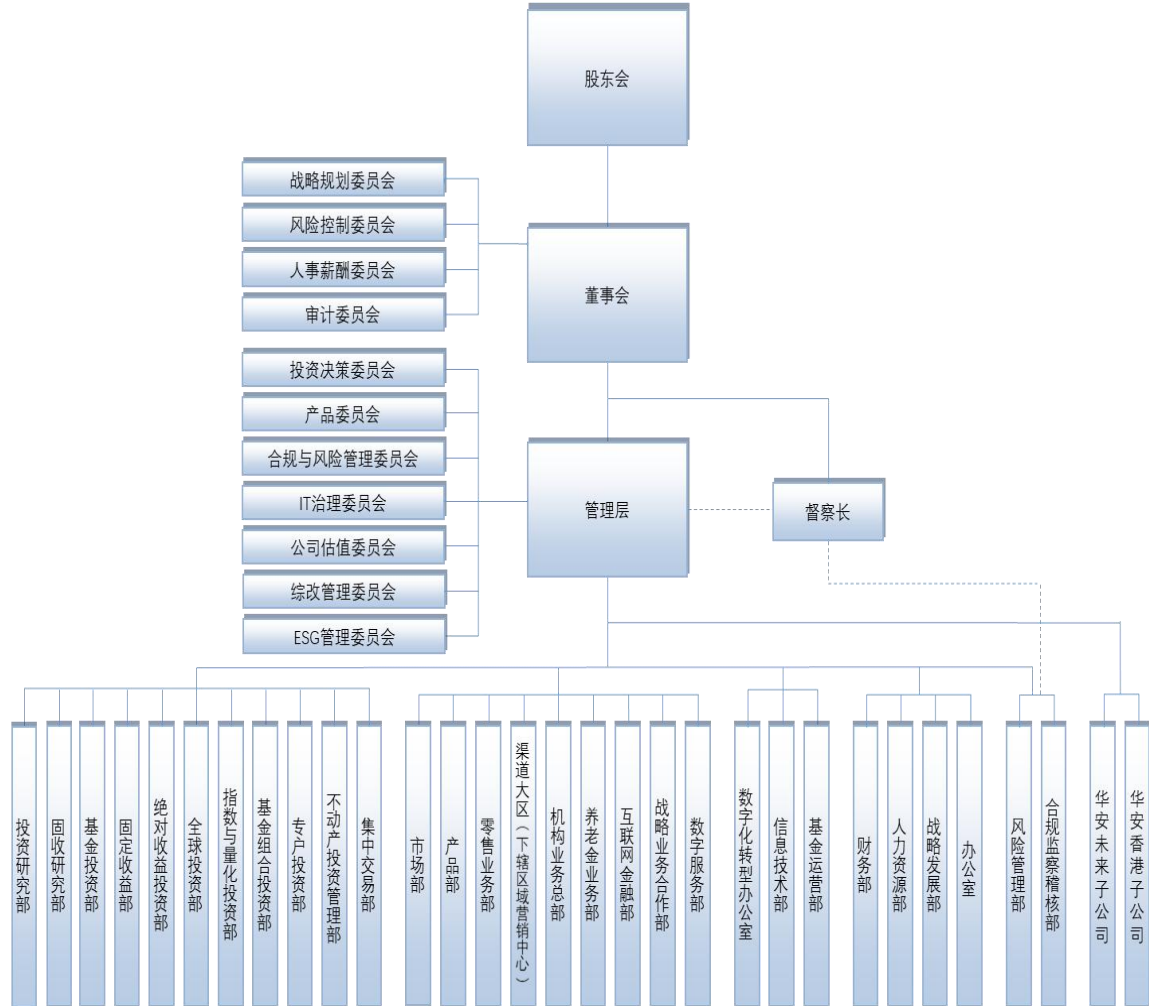 股东会
战略规划委员会
风险控制委员会
人事薪酬委员会
审计委员会
董事会
投资决策委员会
产品委员会
合规与风险管理委员会
IT治理委员会
公司估值委员会
综改管理委员会
ESG管理委员会
管理层
督察长
投资研究部
固收研究部
基金投资部
固定收益部
绝对收益投资部
全球投资部
指数与量化投资部
基金组合投资部
专户投资部
不动产投资管理部
集中交易部
市场部
产品部
零售业务部
渠道大区（下辖区域营销中心）
机构业务总部
养老金业务部
互联网金融部
战略业务合作部
数字服务部
数字化转型办公室
信息技术部
基金运营部
财务部
人力资源部
战略发展部
办公室
风险管理部
合规监察稽核部
华安未来子公司
华安香港子公司